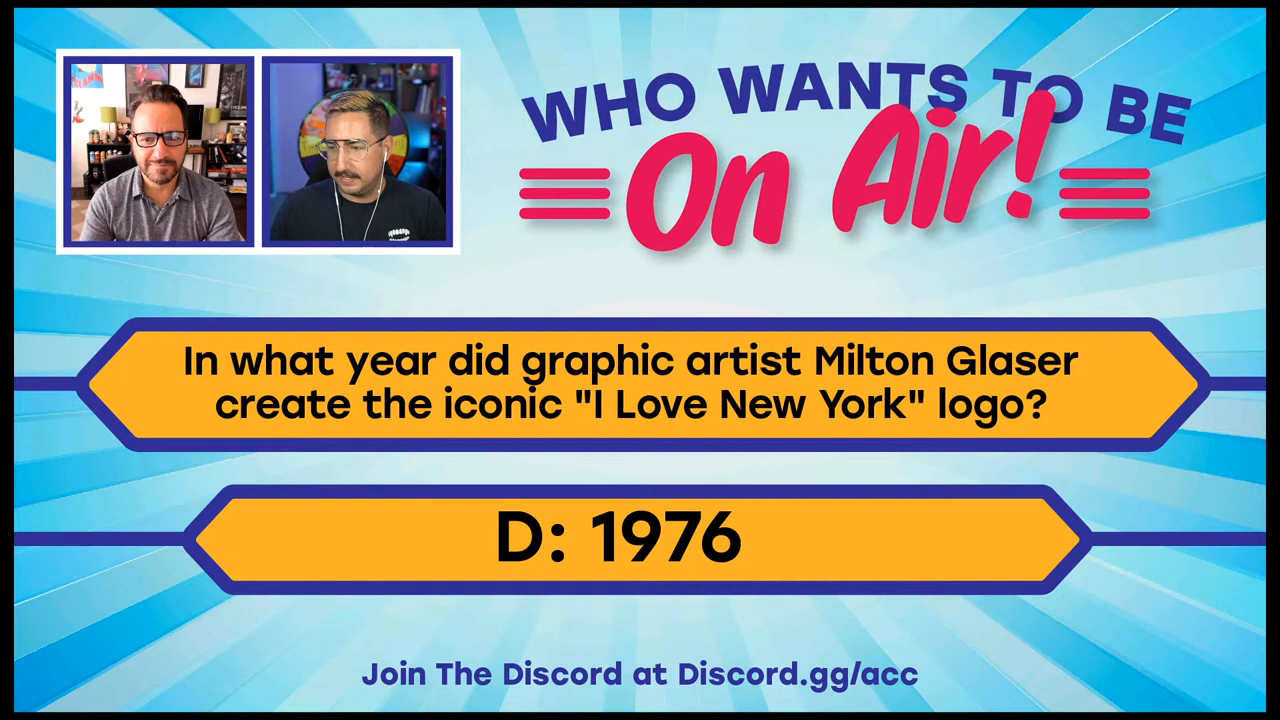 WHO WANTS TO BE
On Air!
In what year did graphic artist Milton Glaser
create the iconic "I Love New York" logo?
D: 1976
Join The Discord at Discord.gg/acc